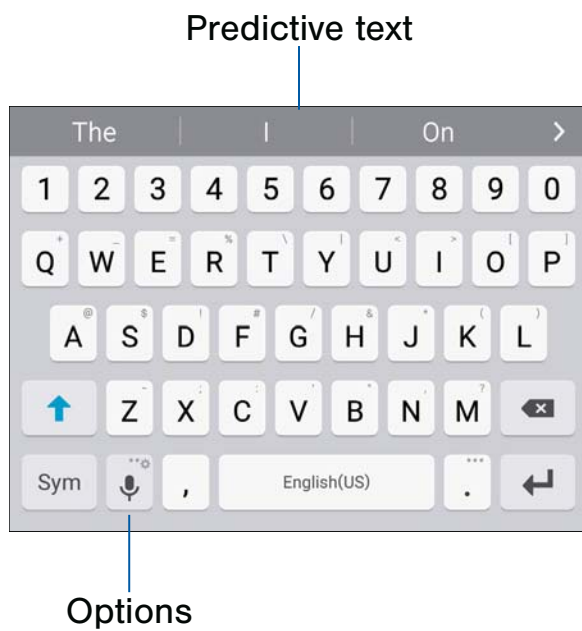 Predictive text
The I On >
1 2 3 4 5 6 7 8 9 0
+ _ = % \ | < > [ ]
Q W E R T Y U I O P
@ $ ! # / & * ( )
A S D F G H J K L
- ; : ' " , ?
Z X C V B N M
Sym , English(US) .
Options